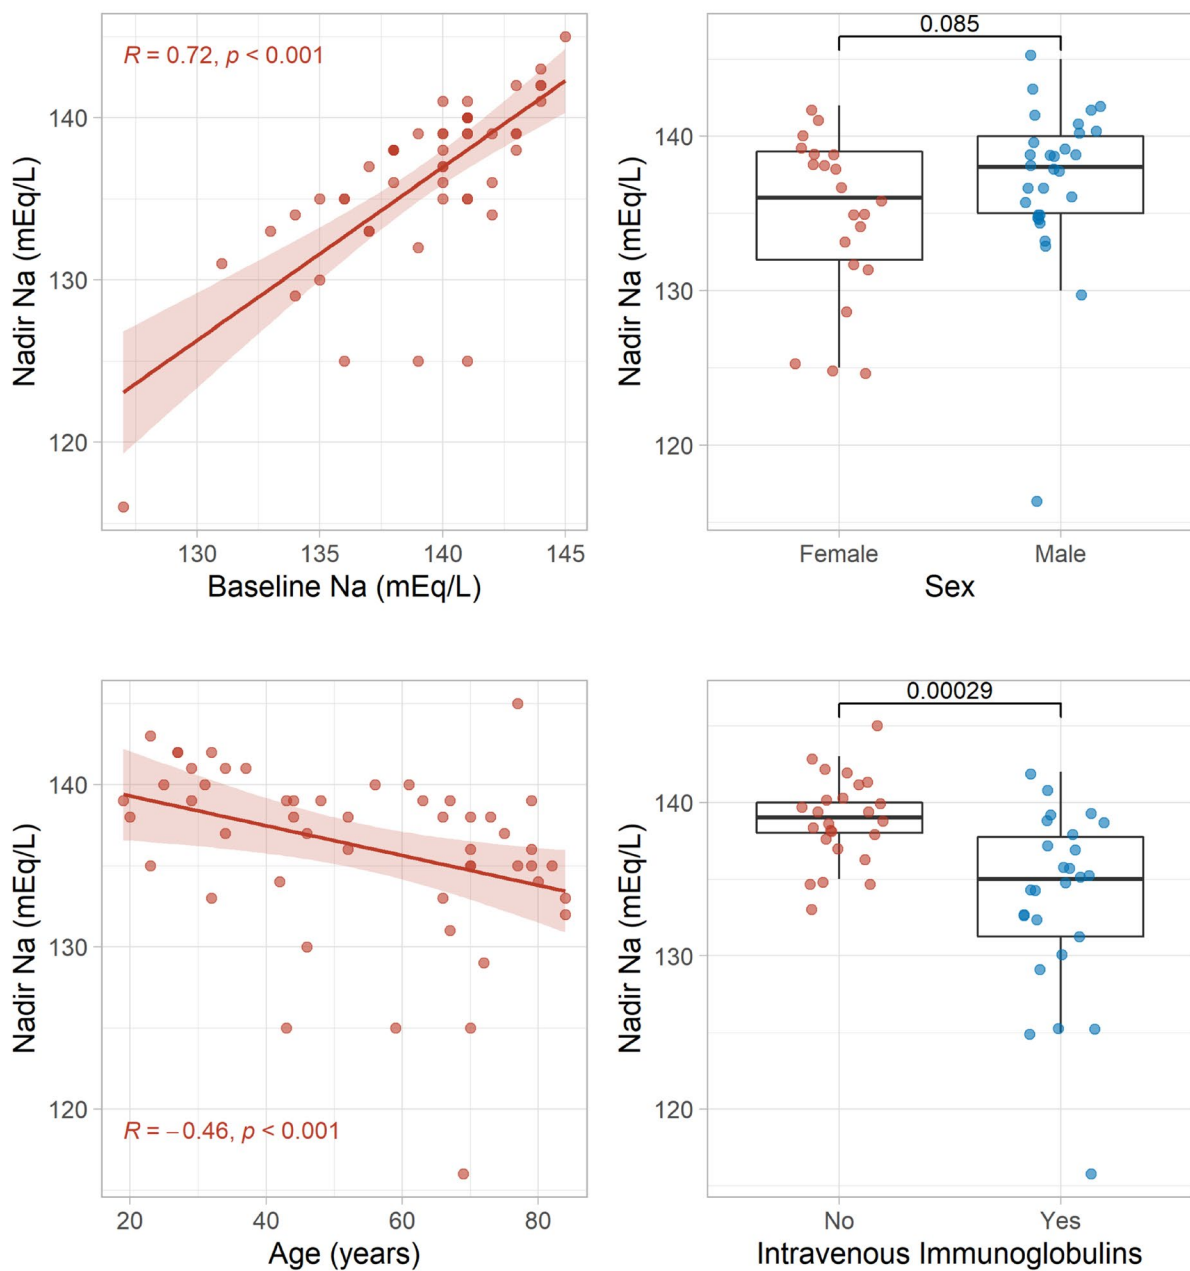 R = 0.72, p < 0.001
Nadir Na (mEq/L)
140
130
120
130 135 140 145
Baseline Na (mEq/L)
0.085
Nadir Na (mEq/L)
140
130
120
Female Male
Sex
Nadir Na (mEq/L)
140
130
120
R = −0.46, p < 0.001
20 40 60 80
Age (years)
0.00029
Nadir Na (mEq/L)
140
130
120
No Yes
Intravenous Immunoglobulins